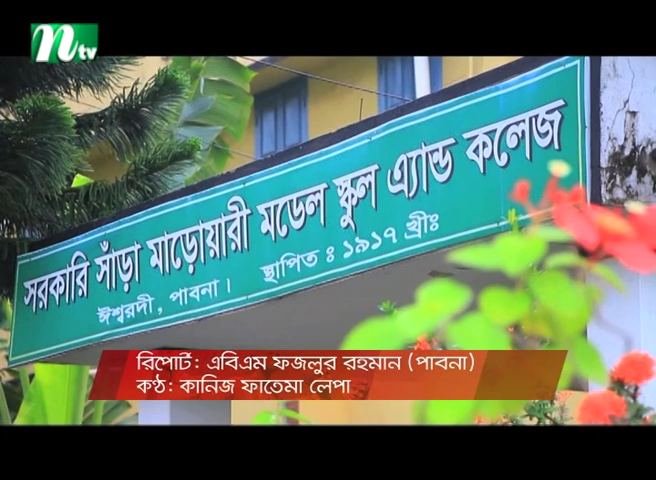 ntv
সরকারি সাঁড়া মাড়োয়ারী মডেল স্কুল এ্যান্ড কলেজ
ঈশ্বরদী, পাবনা। স্থাপিত : ১৯১৭ খ্রীঃ
রিপোর্ট: এবিএম ফজলুর রহমান (পাবনা)
কণ্ঠ: কানিজ ফাতেমা লেপা